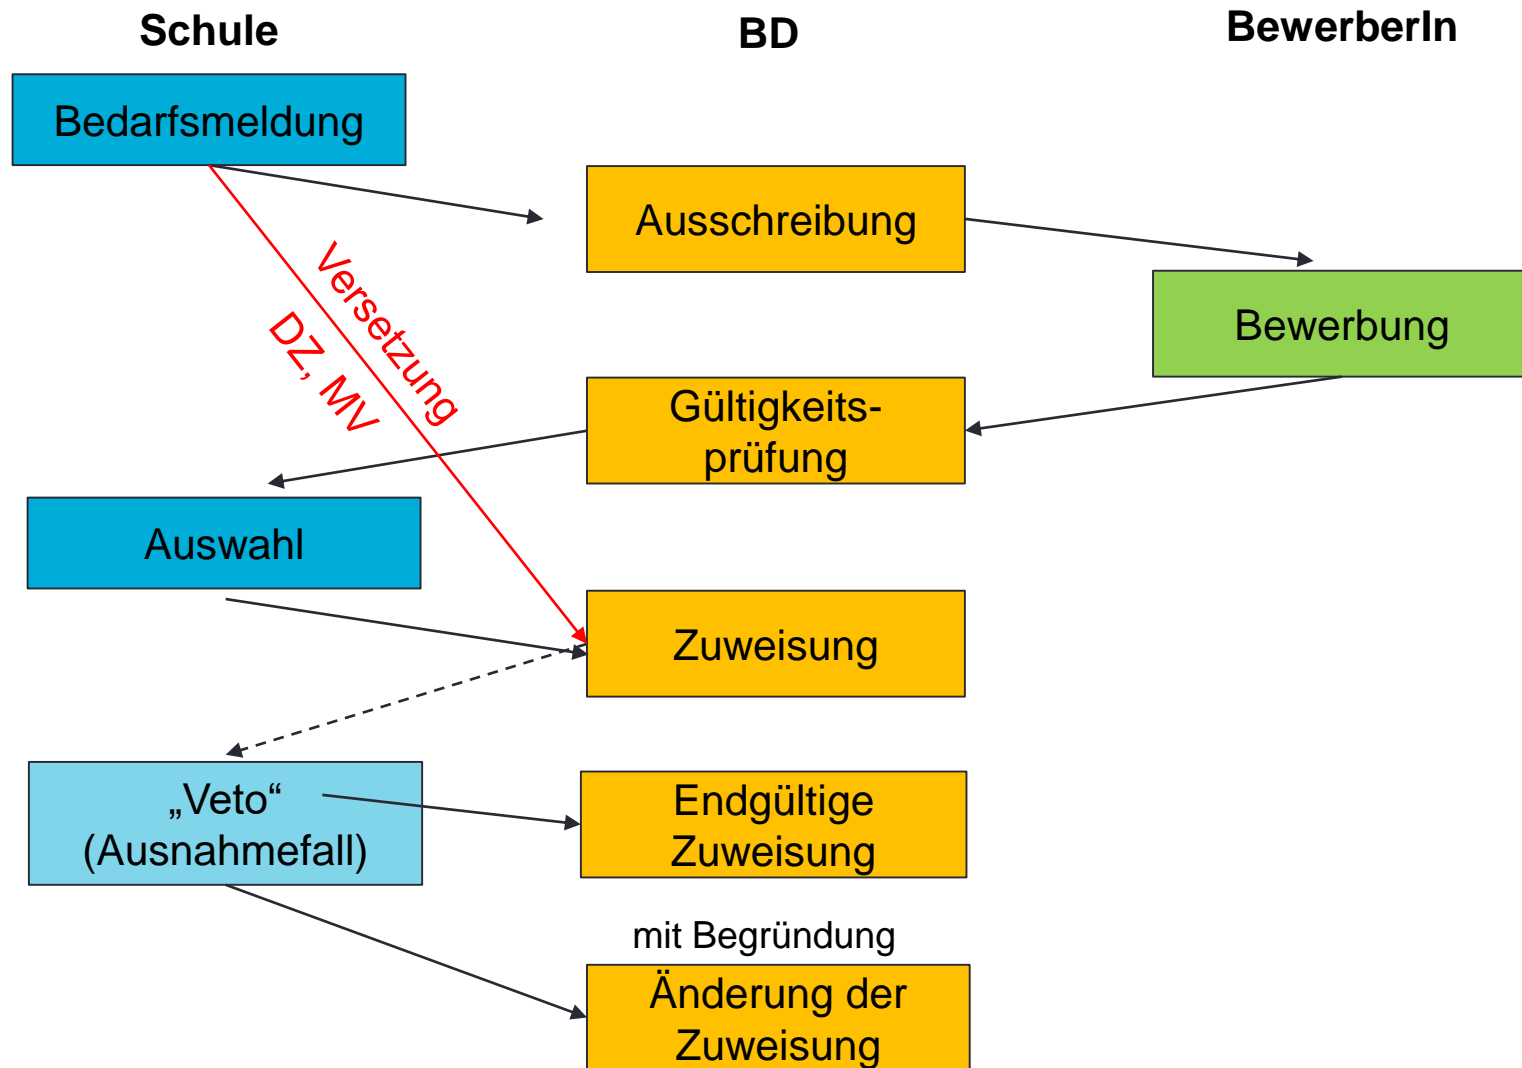 Schule
BD
BewerberIn
Bedarfsmeldung
Ausschreibung
Versetzung
DZ, MV
Bewerbung
Gültigkeits-
prüfung
Auswahl
Zuweisung
„Veto“
(Ausnahmefall)
Endgültige
Zuweisung
mit Begründung
Änderung der
Zuweisung